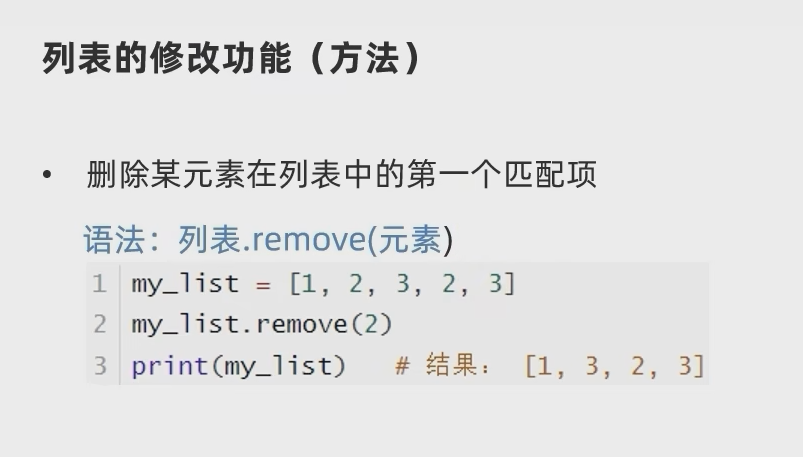 列表的修改功能（方法）
• 删除某元素在列表中的第一个匹配项
语法：列表.remove(元素)
1 my_list = [1, 2, 3, 2, 3]
2 my_list.remove(2)
3 print(my_list) # 结果： [1, 3, 2, 3]